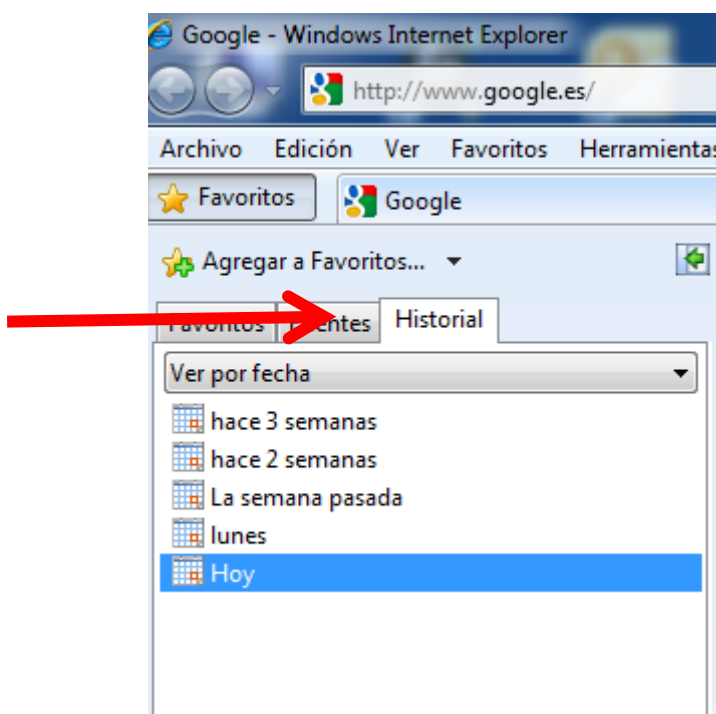 Google - Windows Internet Explorer
http://www.google.es/
Archivo Edición Ver Favoritos Herramientas
Favoritos Google
Agregar a Favoritos...
Favoritos Historial
Ver por fecha
hace 3 semanas
hace 2 semanas
La semana pasada
lunes
Hoy